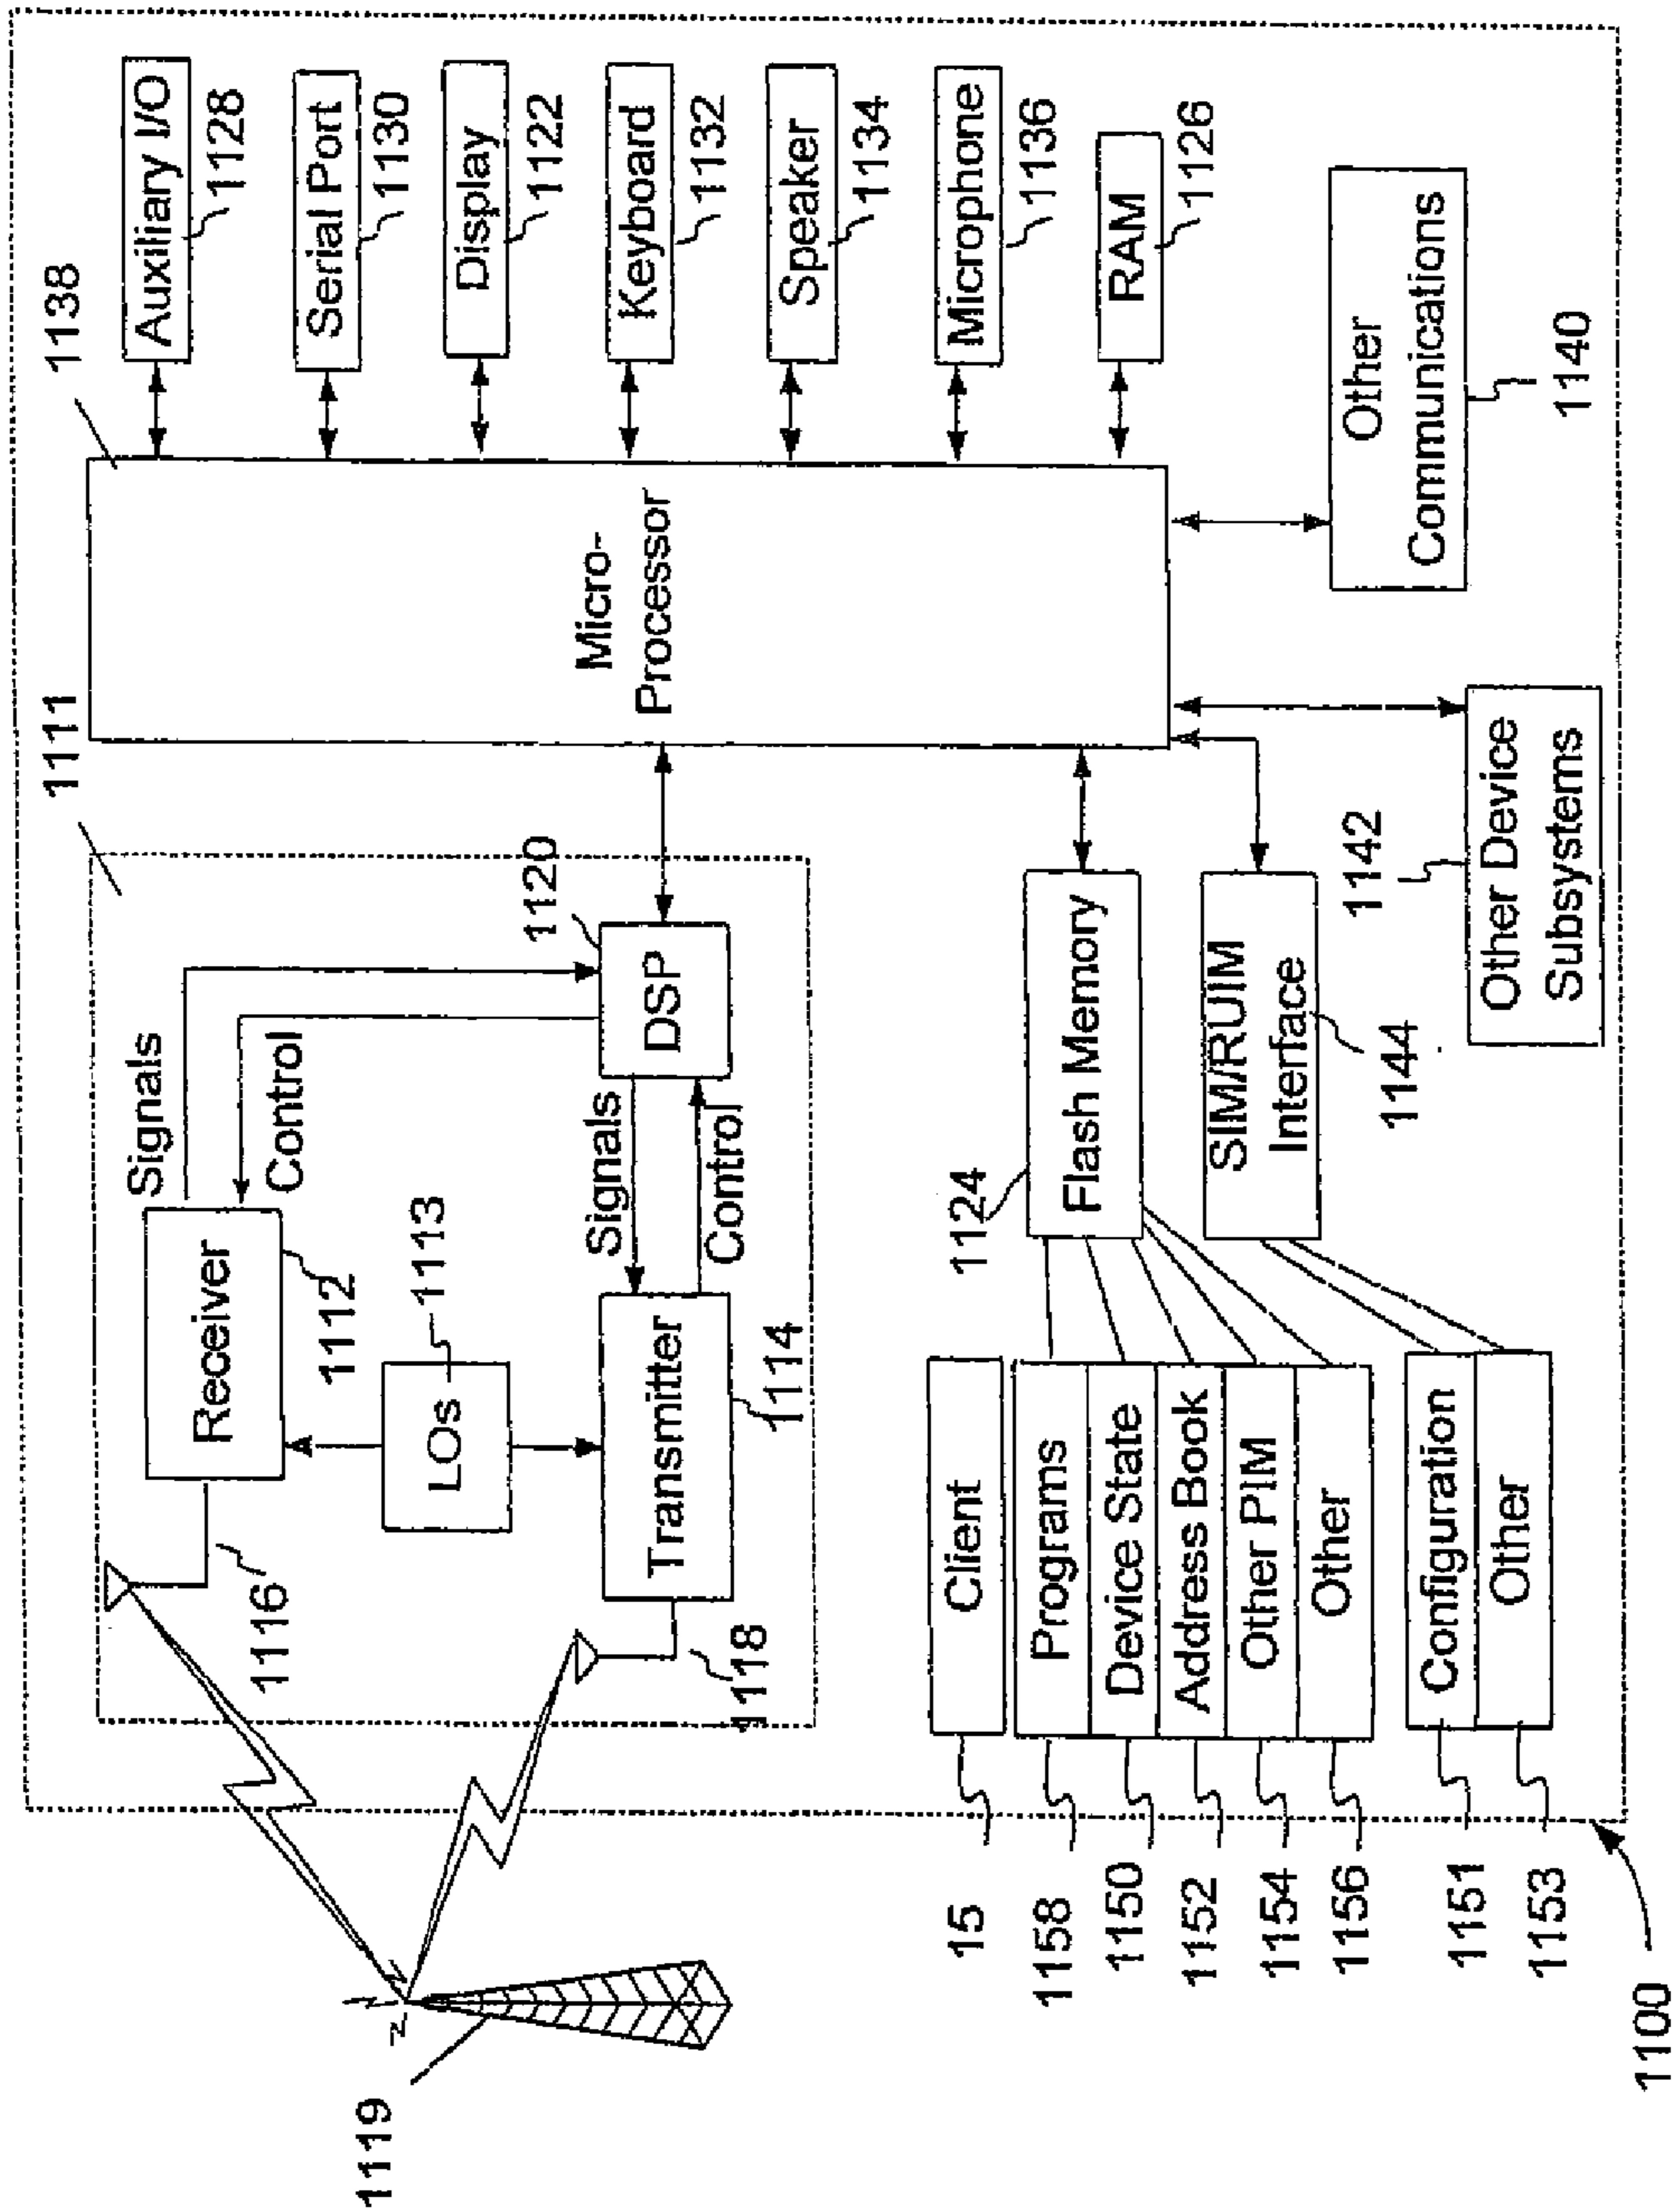 1138
1111
Auxiliary I/O
1128
Serial Port
1130
Display
1122
Keyboard
1132
Speaker
1134
Microphone
1136
RAM
1126
Micro-
Processor
Other
Communications
1140
Other Device
Subsystems
1142
Signals
Control
1120
DSP
Receiver
1112
1116
LOs
1113
Signals
Control
Transmitter
1114
1118
1119
1124
Flash Memory
SIM/RUIM
Interface
1144
Client
15
Programs
1158
Device State
1150
Address Book
1152
Other PIM
1154
Other
1156
Configuration
1151
Other
1153
1100